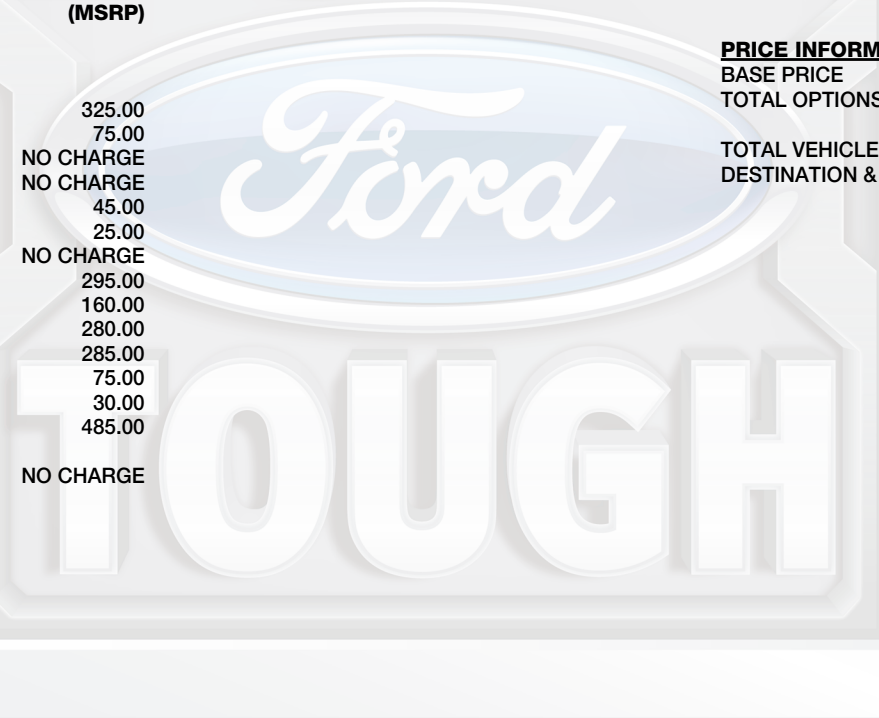 (MSRP)
325.00
75.00
NO CHARGE
NO CHARGE
45.00
25.00
NO CHARGE
295.00
160.00
280.00
285.00
75.00
30.00
485.00
NO CHARGE
PRICE INFORM
BASE PRICE
TOTAL OPTIONS
TOTAL VEHICLE
DESTINATION &
Ford
TOUGH